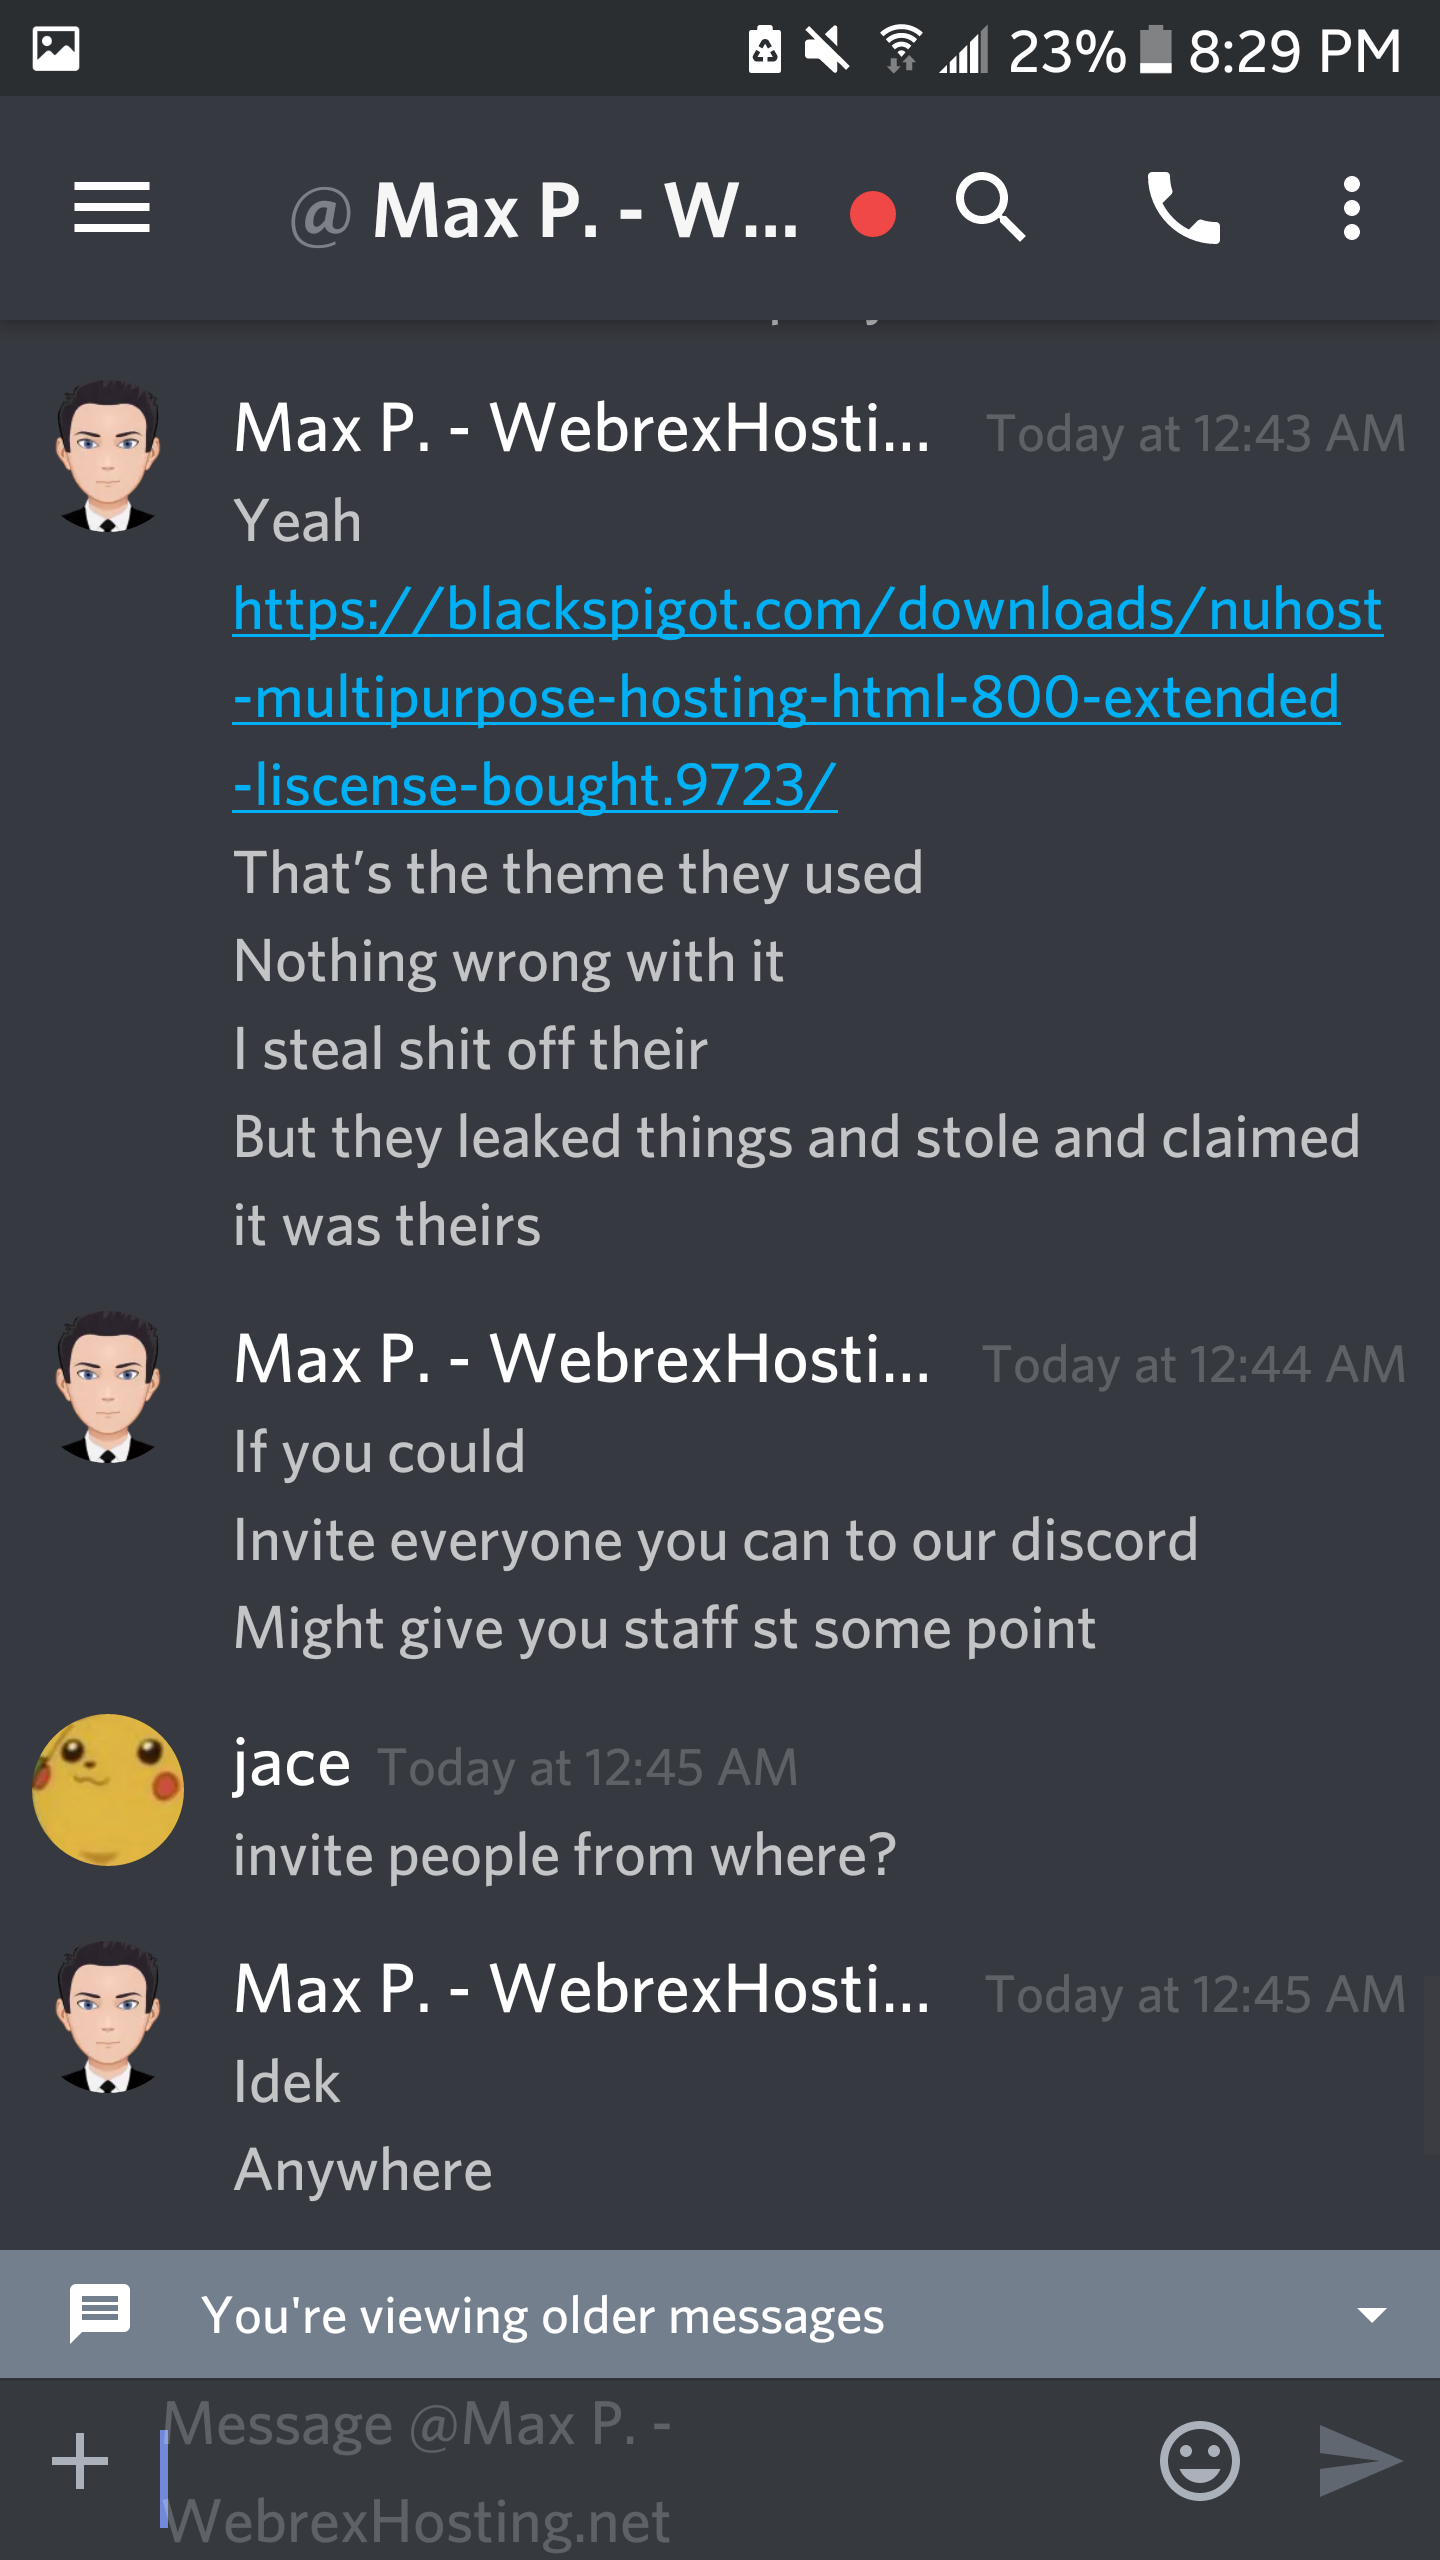 23% 8:29 PM
@ Max P. - W...
Max P. - WebrexHosti... Today at 12:43 AM
Yeah
https://blackspigot.com/downloads/nuhost
-multipurpose-hosting-html-800-extended
-liscense-bought.9723/
That's the theme they used
Nothing wrong with it
I steal shit off their
But they leaked things and stole and claimed
it was theirs
Max P. - WebrexHosti... Today at 12:44 AM
If you could
Invite everyone you can to our discord
Might give you staff st some point
jace Today at 12:45 AM
invite people from where?
Max P. - WebrexHosti... Today at 12:45 AM
Idek
Anywhere
You're viewing older messages
Message @Max P. -
WebrexHosting.net